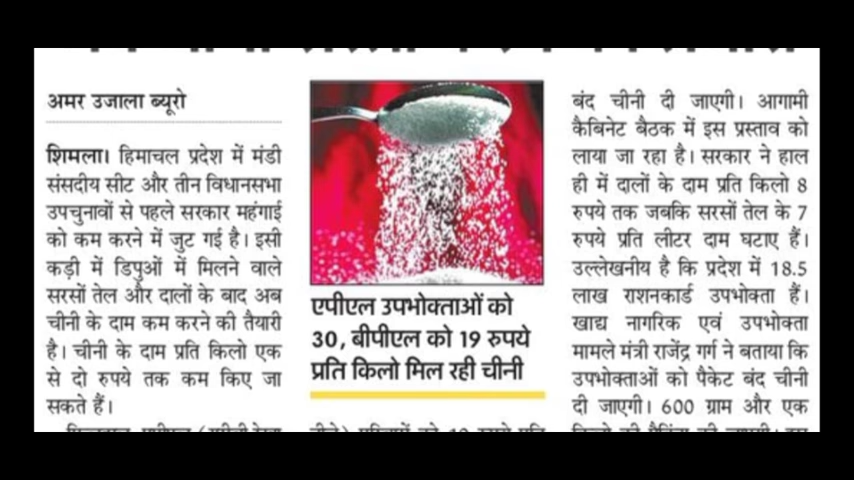 अमर उजाला ब्यूरो
शिमला। हिमाचल प्रदेश में मंडी
संसदीय सीट और तीन विधानसभा
उपचुनावों से पहले सरकार महंगाई
को कम करने में जुट गई है। इसी
कड़ी में डिपुओं में मिलने वाले
सरसों तेल और दालों के बाद अब
चीनी के दाम कम करने की तैयारी
है। चीनी के दाम प्रति किलो एक
से दो रुपये तक कम किए जा
सकते हैं।
एपीएल उपभोक्ताओं को
30, बीपीएल को 19 रुपये
प्रति किलो मिल रही चीनी
बंद चीनी दी जाएगी। आगामी
कैबिनेट बैठक में इस प्रस्ताव को
लाया जा रहा है। सरकार ने हाल
ही में दालों के दाम प्रति किलो 8
रुपये तक जबकि सरसों तेल के 7
रुपये प्रति लीटर दाम घटाए हैं।
उल्लेखनीय है कि प्रदेश में 18.5
लाख राशनकार्ड उपभोक्ता हैं।
खाद्य नागरिक एवं उपभोक्ता
मामले मंत्री राजेंद्र गर्ग ने बताया कि
उपभोक्ताओं को पैकेट बंद चीनी
दी जाएगी। 600 ग्राम और एक